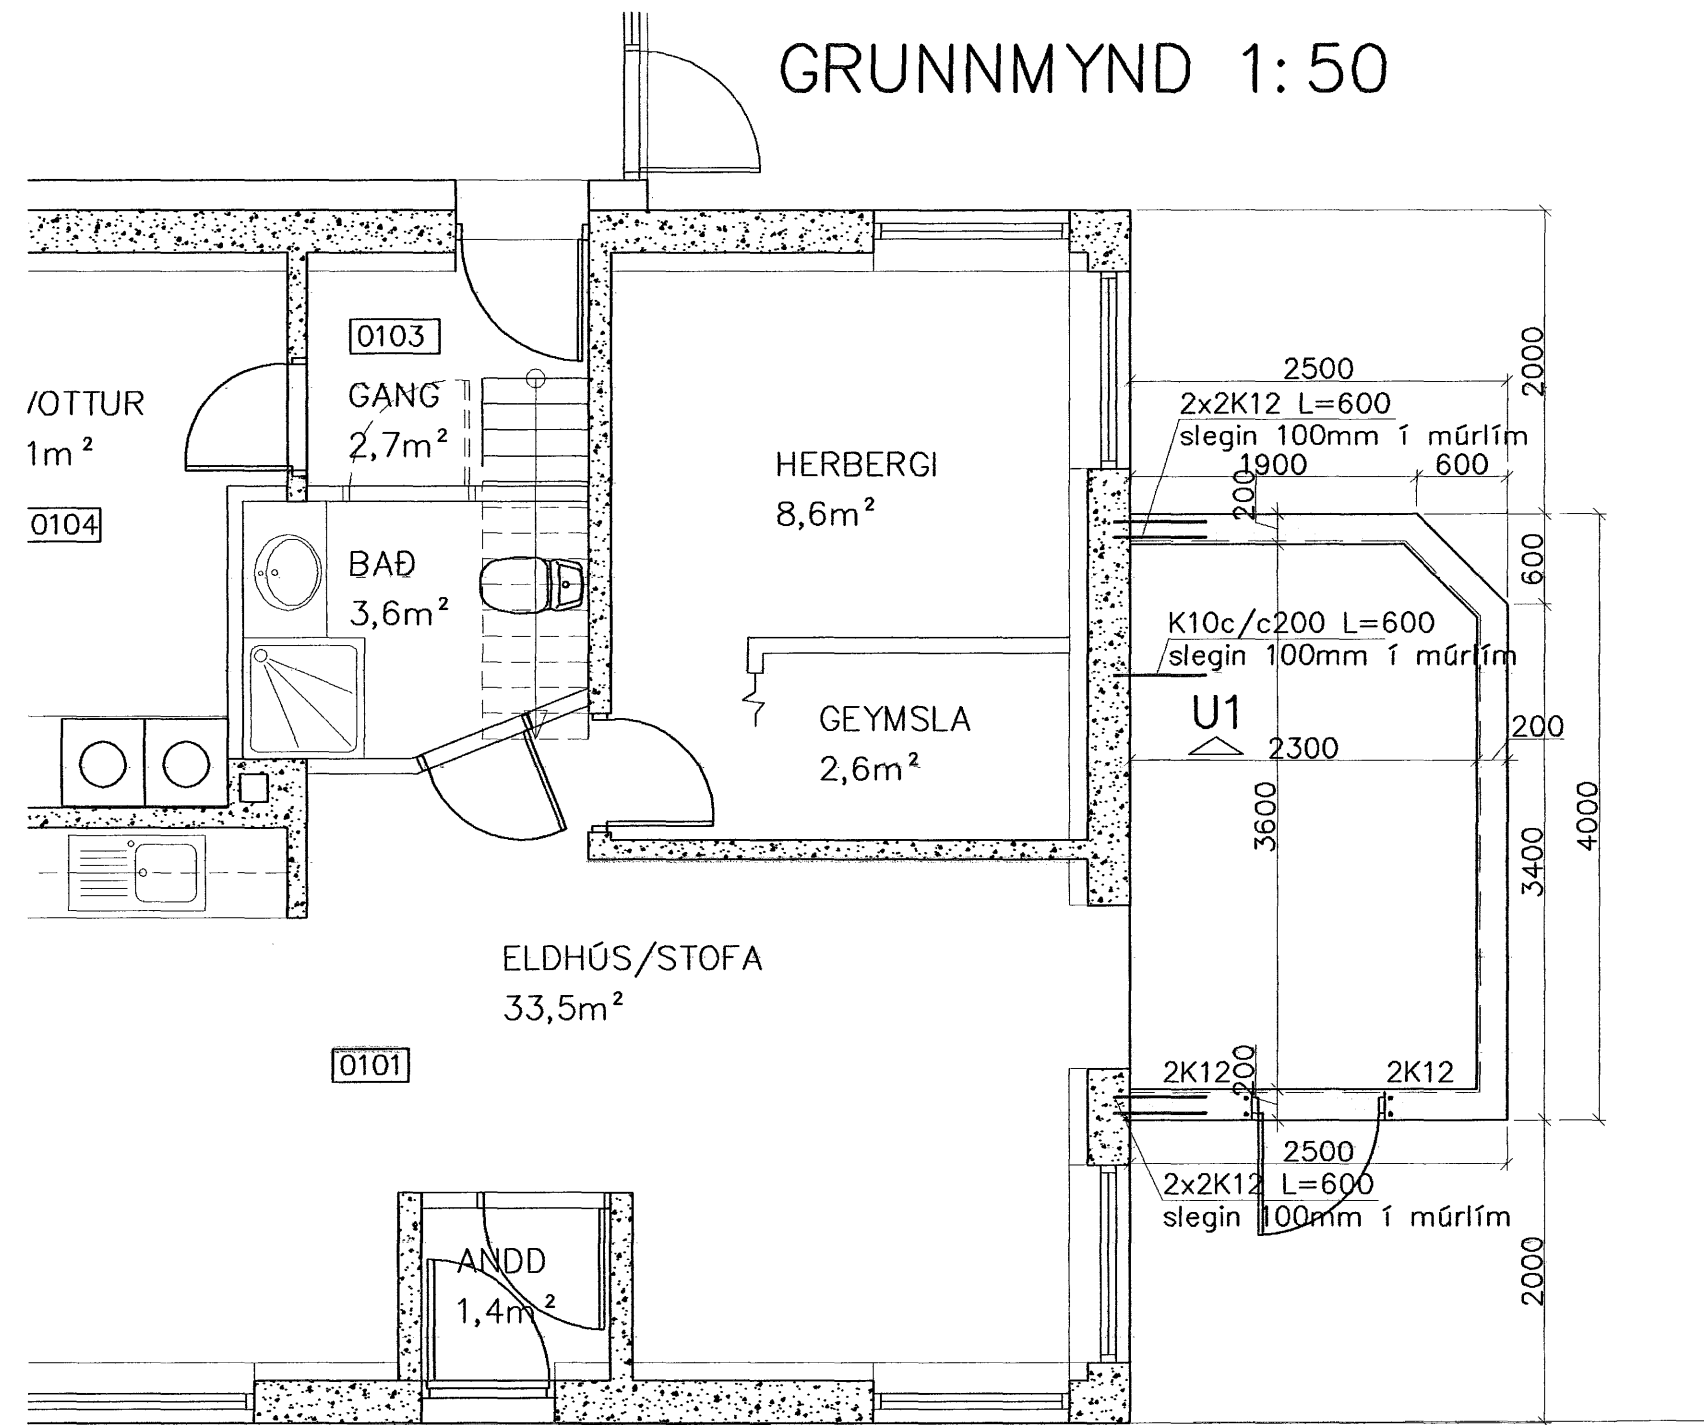 GRUNNMYND 1:50
0103
GANG
2,7m²
/OTTUR
1m²
0104
BAÐ
3,6m²
HERBERGI
8,6m²
GEYMSLA
2,6m²
ELDHÚS/STOFA
33,5m²
0101
ANDD
1,4m²
2500
2000
2x2K12 L=600
slegin 100mm í múrlím
1900
600
200
600
K10c/c200 L=600
slegin 100mm í múrlím
U1
200
2300
3600
3400
4000
2K12
200
2K12
2500
2x2K12 L=600
slegin 100mm í múrlím
2000